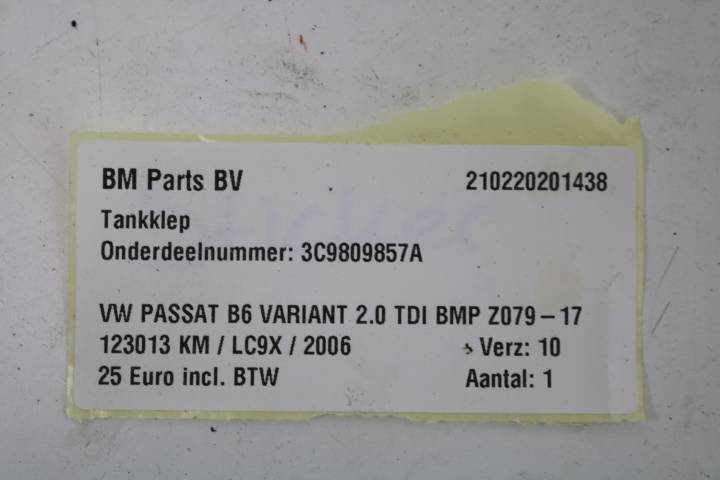 BM Parts BV 210220201438
Tankklep
Onderdeelnummer: 3C9809857A
VW PASSAT B6 VARIANT 2.0 TDI BMP Z079-17
123013 KM / LC9X / 2006 Verz: 10
25 Euro incl. BTW Aantal: 1